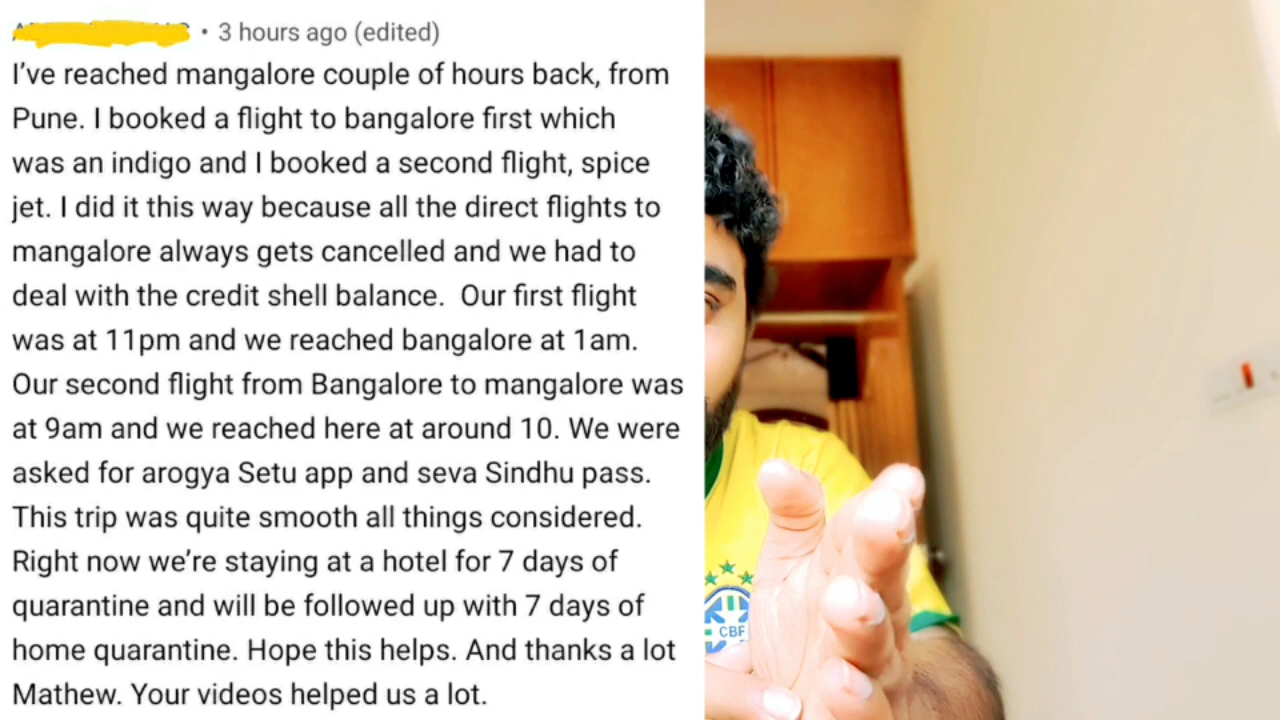 • 3 hours ago (edited)
I've reached mangalore couple of hours back, from
Pune. I booked a flight to bangalore first which
was an indigo and I booked a second flight, spice
jet. I did it this way because all the direct flights to
mangalore always gets cancelled and we had to
deal with the credit shell balance.  Our first flight
was at 11pm and we reached bangalore at 1am.
Our second flight from Bangalore to mangalore was
at 9am and we reached here at around 10. We were
asked for arogya Setu app and seva Sindhu pass.
This trip was quite smooth all things considered.
Right now we're staying at a hotel for 7 days of
quarantine and will be followed up with 7 days of
home quarantine. Hope this helps. And thanks a lot
Mathew. Your videos helped us a lot.
CBF